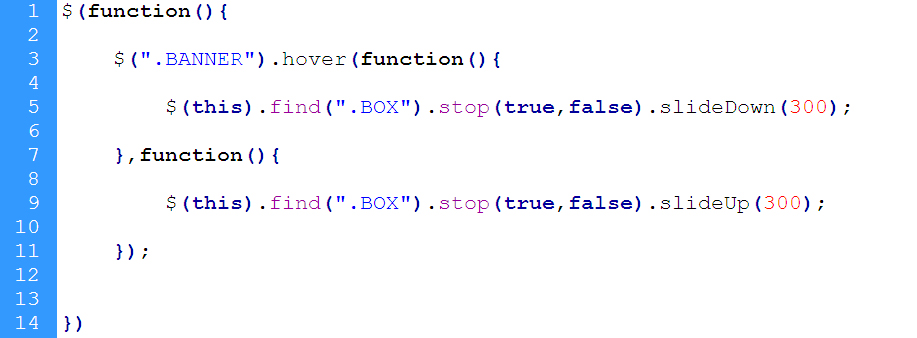 1 $(function(){
2
3 $(".BANNER").hover(function(){
4
5 $(this).find(".BOX").stop(true,false).slideDown(300);
6
7 },function(){
8
9 $(this).find(".BOX").stop(true,false).slideUp(300);
10
11 });
12
13
14 })